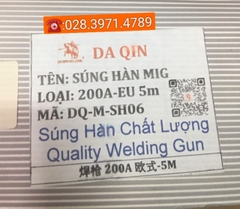 028.3971.4789
DA QIN
TÊN: SÚNG HÀN MIG
LOẠI: 200A-EU 5m
MÃ: DQ-M-SH06
Súng Hàn Chất Lượng
Quality Welding Gun
焊枪 200A 欧式-5M